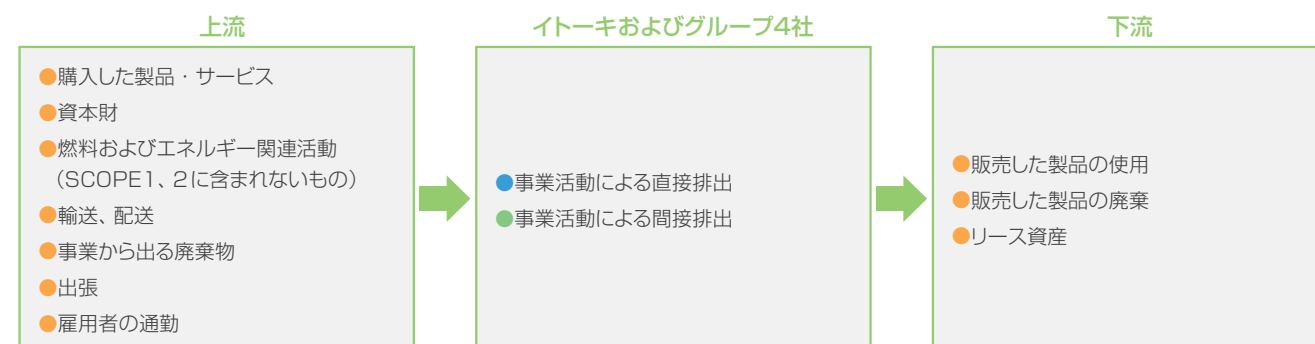 上流
●購入した製品・サービス
●資本財
●燃料およびエネルギー関連活動
（SCOPE1、2に含まれないもの）
●輸送、配送
●事業から出る廃棄物
●出張
●雇用者の通勤
イトーキおよびグループ4社
●事業活動による直接排出
●事業活動による間接排出
下流
●販売した製品の使用
●販売した製品の廃棄
●リース資産